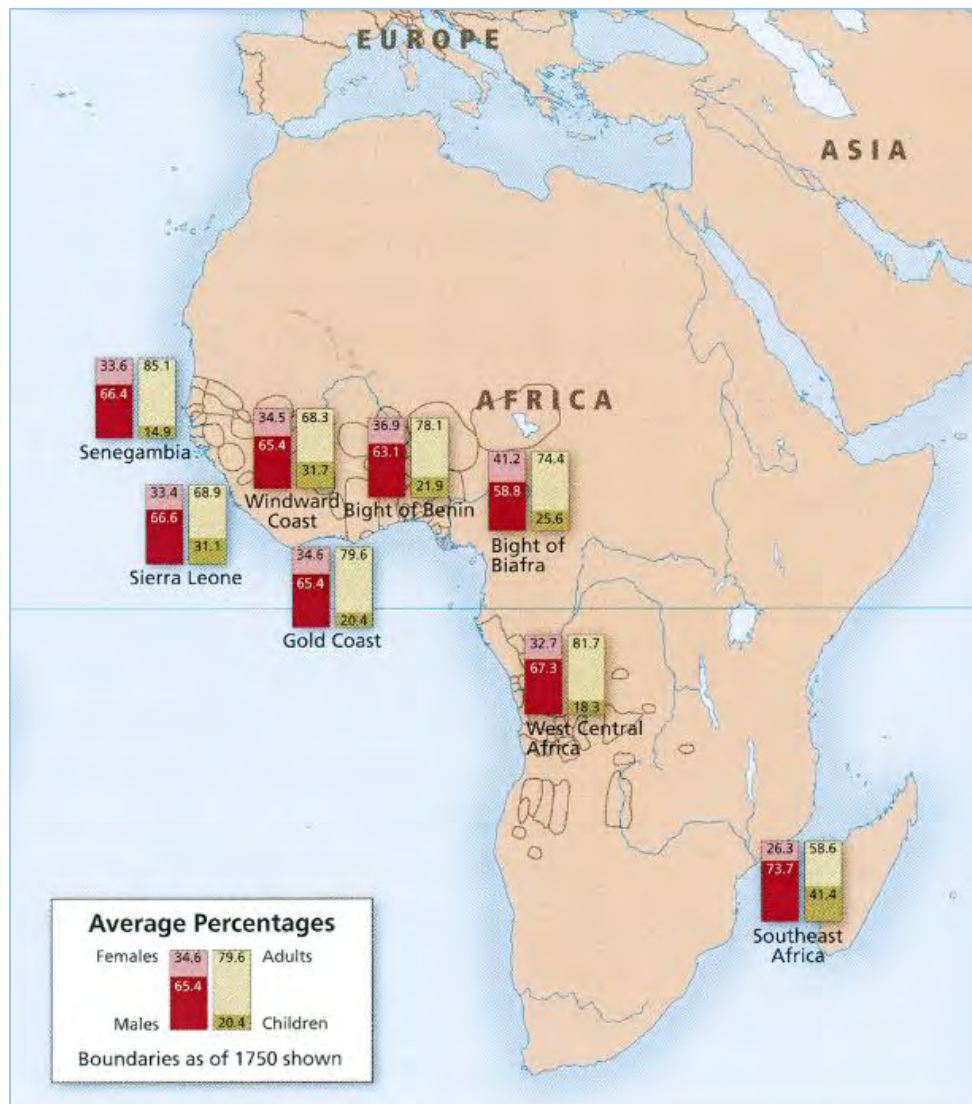 EUROPE
ASIA
AFRICA
33.6 85.1
66.4
14.9
Senegambia
34.5 68.3
65.4
31.7
Windward
Coast
36.9 78.1
63.1
21.9
Bight of Benin
41.2 74.4
58.8
25.6
Bight of
Biafra
33.4 68.9
66.6
31.1
Sierra Leone
34.6 79.6
65.4
20.4
Gold Coast
32.7 81.7
67.3
18.3
West Central
Africa
26.3 58.6
73.7
41.4
Southeast
Africa
Average Percentages
Females 34.6 79.6 Adults
65.4
Males 20.4 Children
Boundaries as of 1750 shown